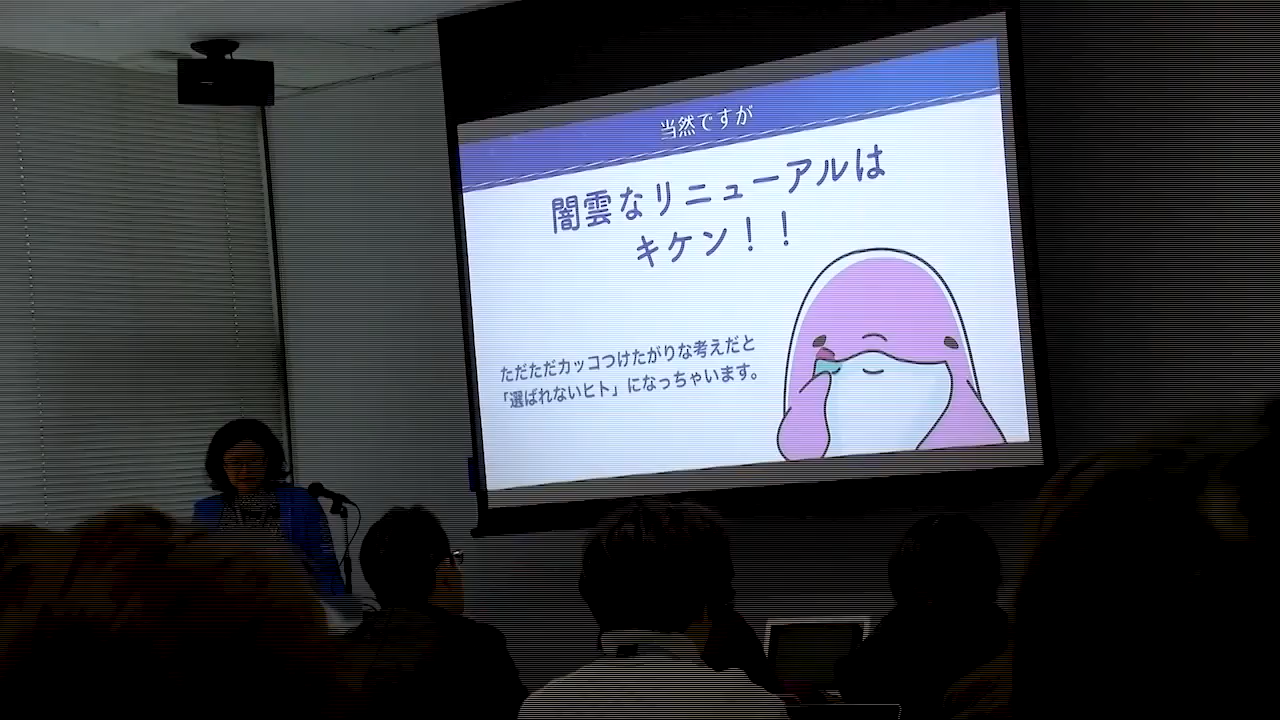 当然ですが
闇雲なリニューアルは
キケン！！
ただただカッコつけたがりな考えだと
「選ばれないヒト」になっちゃいます。